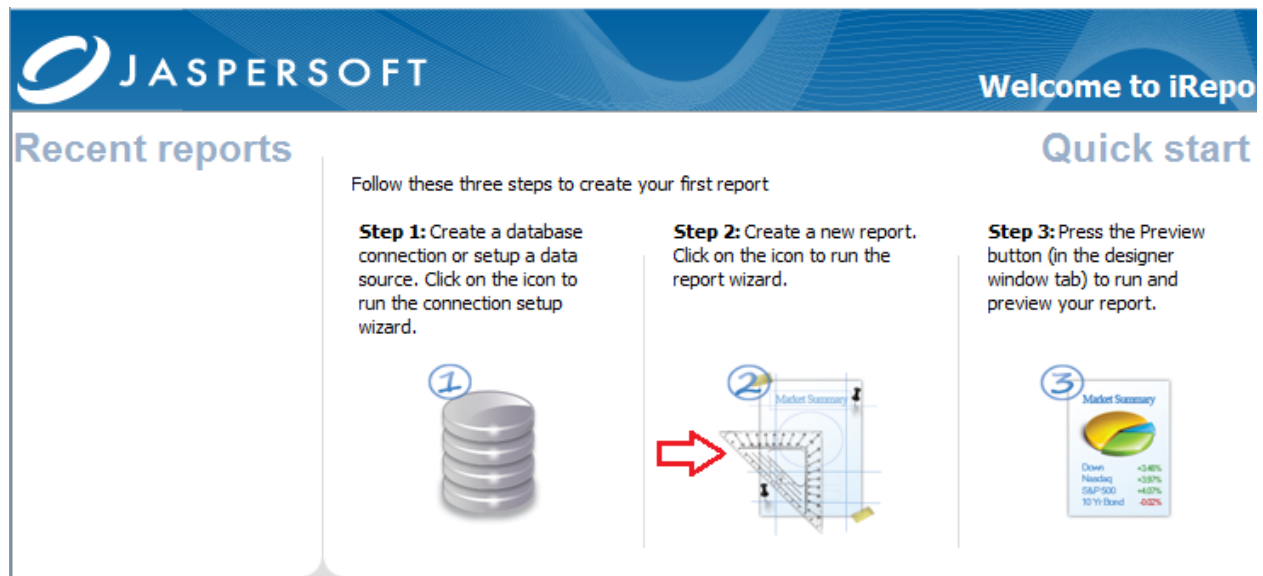 JASPERSOFT
Welcome to iRepo
Recent reports
Quick start
Follow these three steps to create your first report
Step 1: Create a database
connection or setup a data
source. Click on the icon to
run the connection setup
wizard.
Step 2: Create a new report.
Click on the icon to run the
report wizard.
Step 3: Press the Preview
button (in the designer
window tab) to run and
preview your report.
1
2
Market Summary
3
Market Summary
Down +3.46%
Nasdaq +3.97%
S&P 500 +4.07%
10 Yr Bond -0.02%